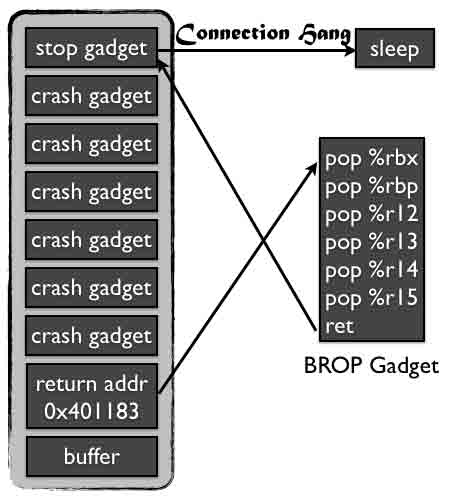 stop gadget
Connection Hang
sleep
crash gadget
crash gadget
crash gadget
crash gadget
crash gadget
crash gadget
return addr
0x401183
buffer
pop %rbx
pop %rbp
pop %r12
pop %r13
pop %r14
pop %r15
ret
BROP Gadget